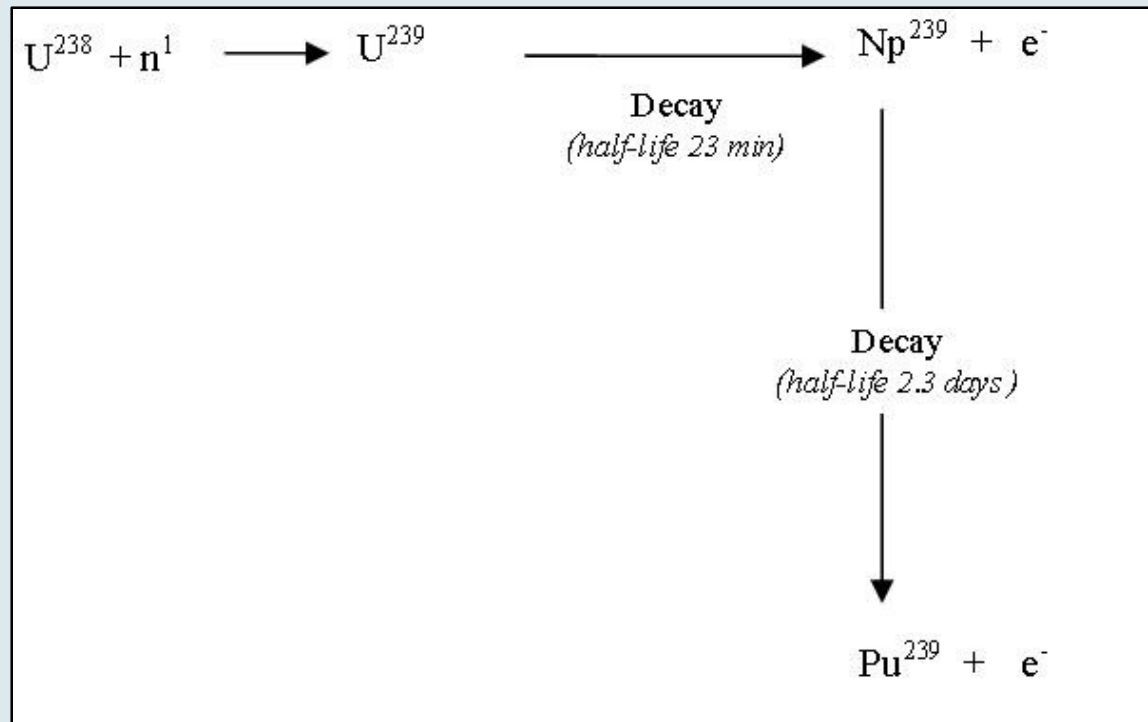 U²³⁸ + n¹ → U²³⁹ → Np²³⁹ + e⁻
Decay
(half-life 23 min)
Decay
(half-life 2.3 days)
Pu²³⁹ + e⁻